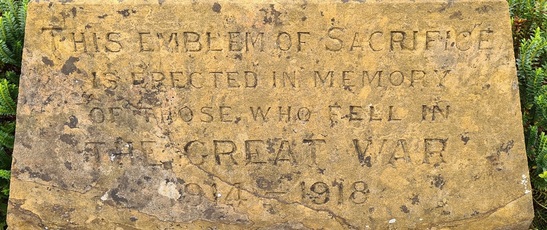 THIS EMBLEM OF SACRIFICE
IS ERECTED IN MEMORY
OF THOSE WHO FELL IN
THE GREAT WAR
1914 - 1918